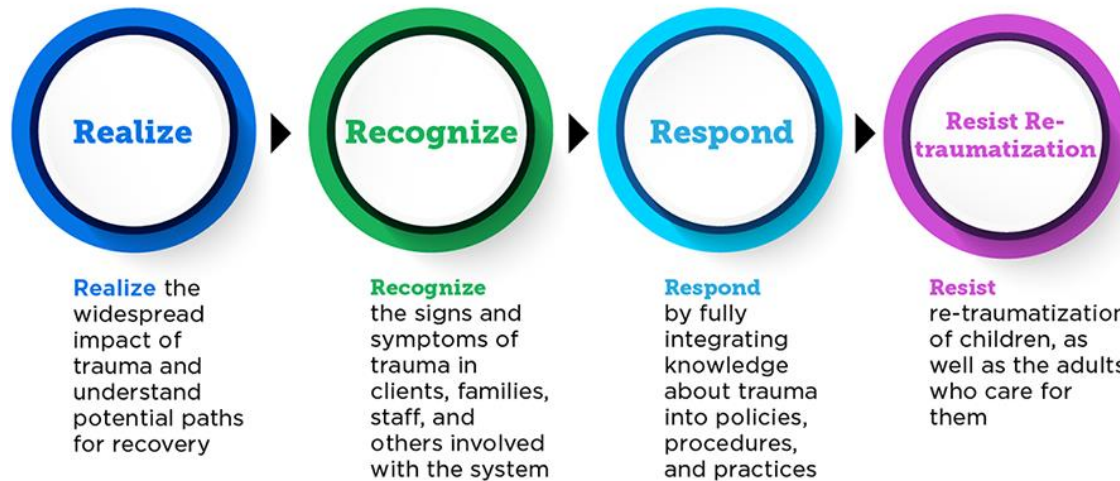 Realize
Recognize
Respond
Resist Re-
traumatization
Realize the
widespread
impact of
trauma and
understand
potential paths
for recovery
Recognize
the signs and
symptoms of
trauma in
clients, families,
staff, and
others involved
with the system
Respond
by fully
integrating
knowledge
about trauma
into policies,
procedures,
and practices
Resist
re-traumatization
of children, as
well as the adults
who care for
them